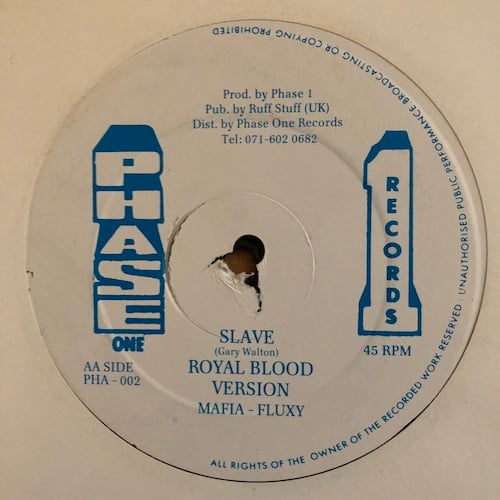 Prod. by Phase 1
Pub. by Ruff Stuff (UK)
Dist. by Phase One Records
Tel: 071-602 0682
PHASE
ONE
1
RECORDS
AA SIDE
PHA - 002
45 RPM
SLAVE
(Gary Walton)
ROYAL BLOOD
VERSION
MAFIA - FLUXY
ALL RIGHTS OF THE OWNER OF THE RECORDED WORK RESERVED. UNAUTHORISED PUBLIC PERFORMANCE BROADCASTING OR COPYING PROHIBITED